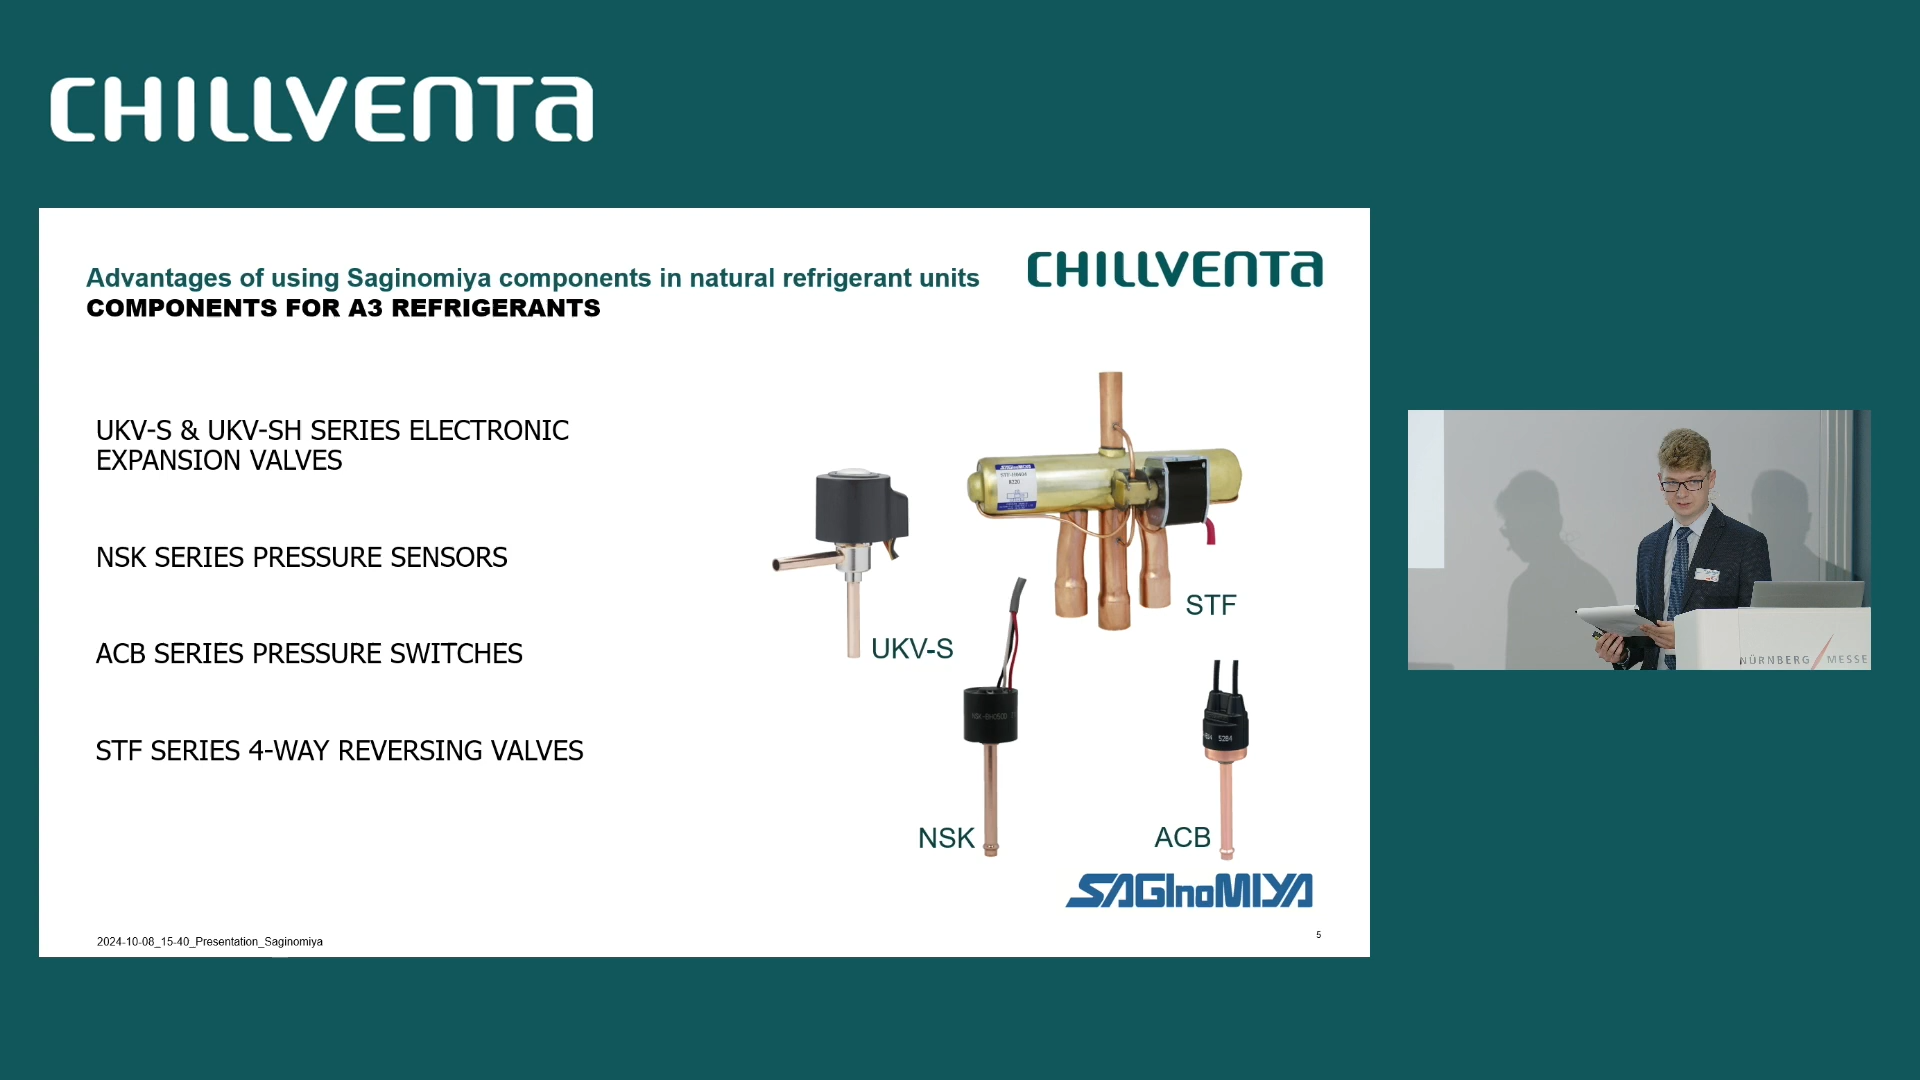 CHILLVENTA
Advantages of using Saginomiya components in natural refrigerant units
COMPONENTS FOR A3 REFRIGERANTS
CHILLVENTA
UKV-S & UKV-SH SERIES ELECTRONIC
EXPANSION VALVES
NSK SERIES PRESSURE SENSORS
ACB SERIES PRESSURE SWITCHES
STF SERIES 4-WAY REVERSING VALVES
STF
UKV-S
NSK
ACB
SAGInoMIYA
2024-10-08_15-40_Presentation_Saginomiya
5
NÜRNBERG MESSE